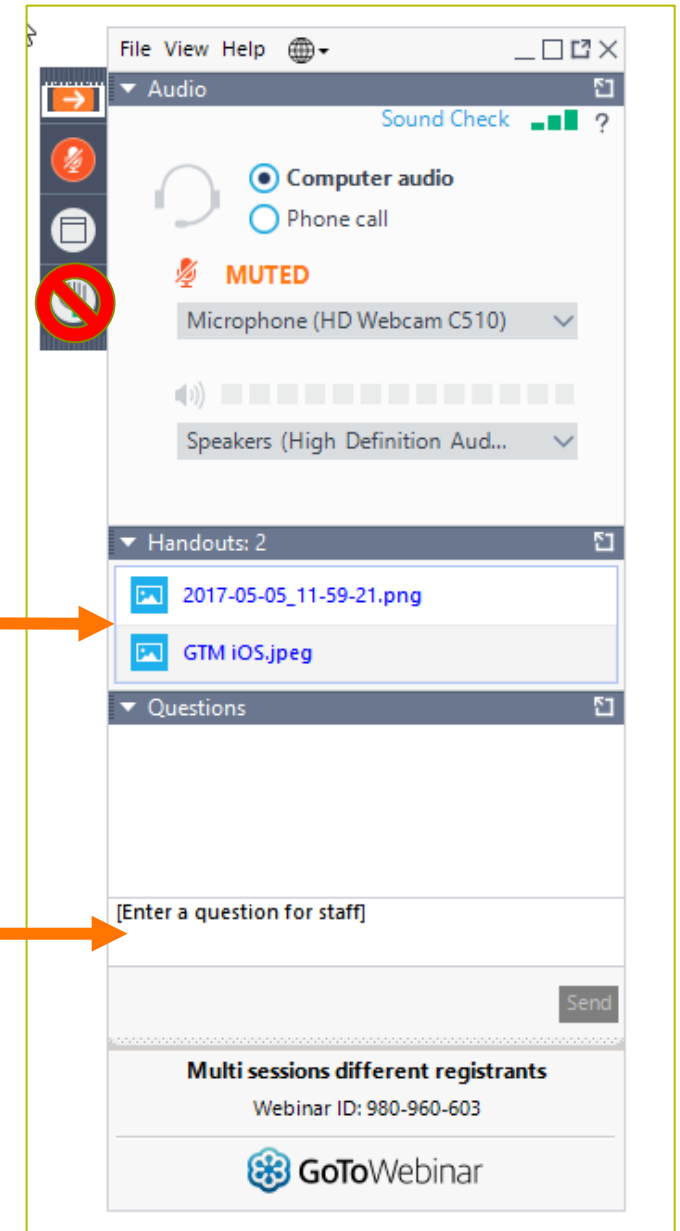 File View Help
Audio
Sound Check ?
Computer audio
Phone call
MUTED
Microphone (HD Webcam C510)
Speakers (High Definition Aud...
Handouts: 2
2017-05-05_11-59-21.png
GTM iOS.jpeg
Questions
[Enter a question for staff]
Send
Multi sessions different registrants
Webinar ID: 980-960-603
GoToWebinar